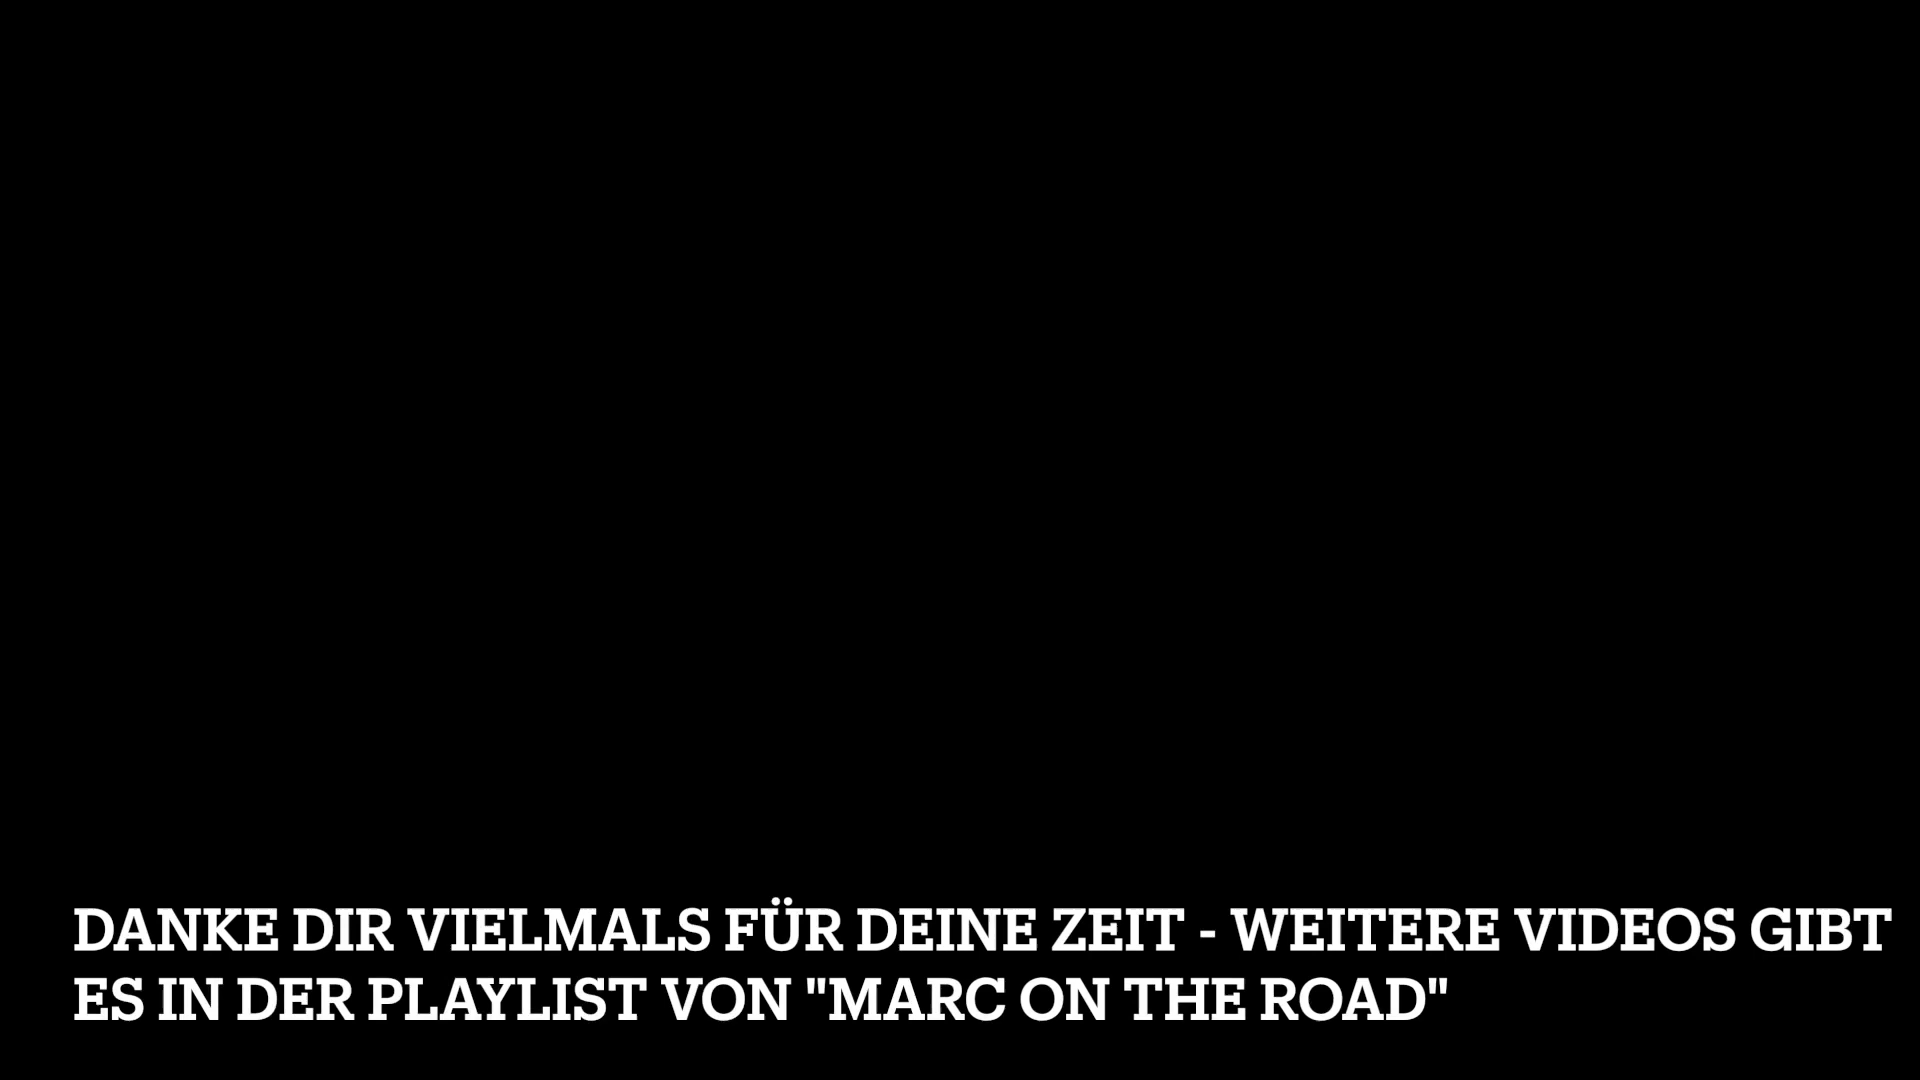 DANKE DIR VIELMALS FÜR DEINE ZEIT - WEITERE VIDEOS GIBT
ES IN DER PLAYLIST VON "MARC ON THE ROAD"